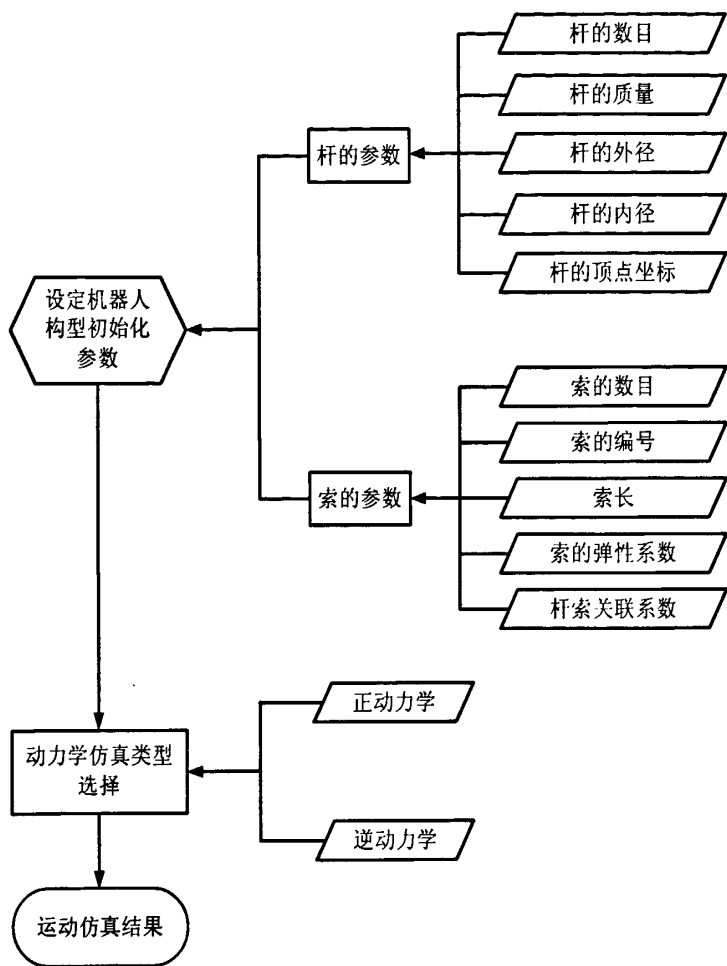 杆的数目
杆的质量
杆的参数
杆的外径
杆的内径
杆的顶点坐标
设定机器人
构型初始化
参数
索的数目
索的编号
索的参数
索长
索的弹性系数
杆索关联系数
正动力学
动力学仿真类型
选择
逆动力学
运动仿真结果